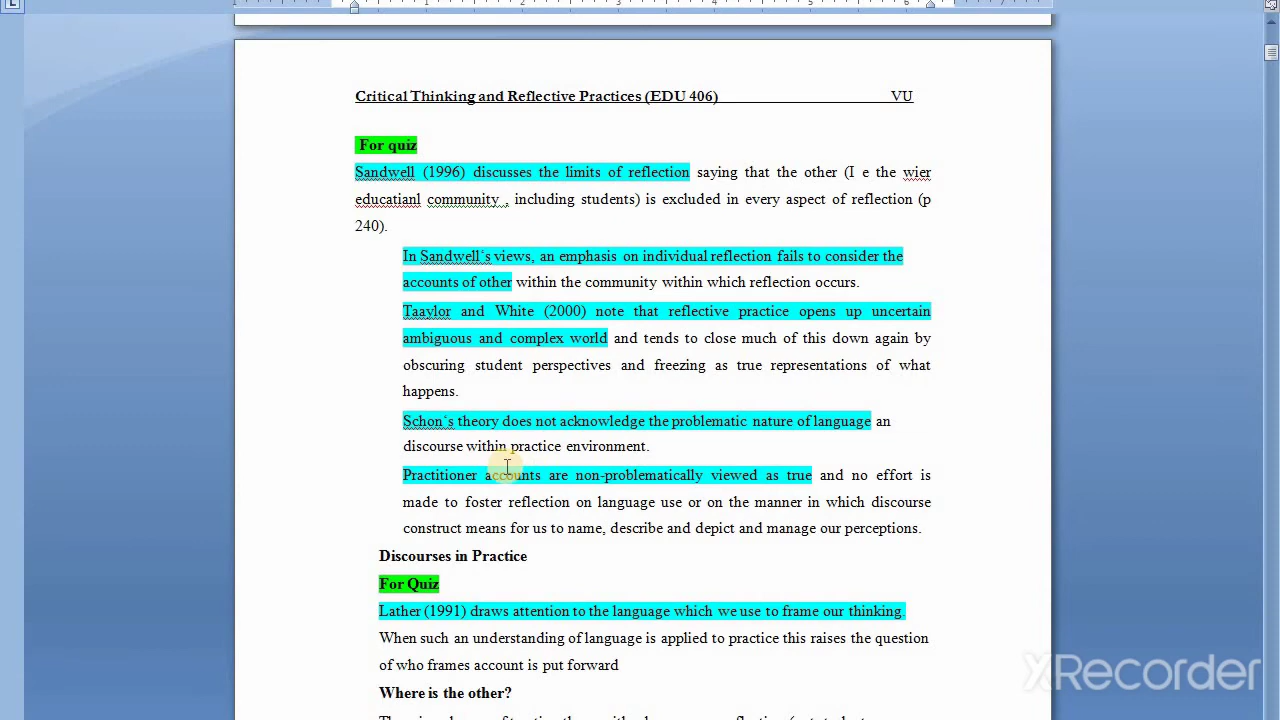 Critical Thinking and Reflective Practices (EDU 406) VU
For quiz
Sandwell (1996) discusses the limits of reflection saying that the other (I e the wier
educatianl community , including students) is excluded in every aspect of reflection (p
240).
In Sandwell's views, an emphasis on individual reflection fails to consider the
accounts of other within the community within which reflection occurs.
Taaylor and White (2000) note that reflective practice opens up uncertain
ambiguous and complex world and tends to close much of this down again by
obscuring student perspectives and freezing as true representations of what
happens.
Schon's theory does not acknowledge the problematic nature of language an
discourse within practice environment.
Practitioner accounts are non-problematically viewed as true and no effort is
made to foster reflection on language use or on the manner in which discourse
construct means for us to name, describe and depict and manage our perceptions.
Discourses in Practice
For Quiz
Lather (1991) draws attention to the language which we use to frame our thinking.
When such an understanding of language is applied to practice this raises the question
of who frames account is put forward
Where is the other?
XRecorder